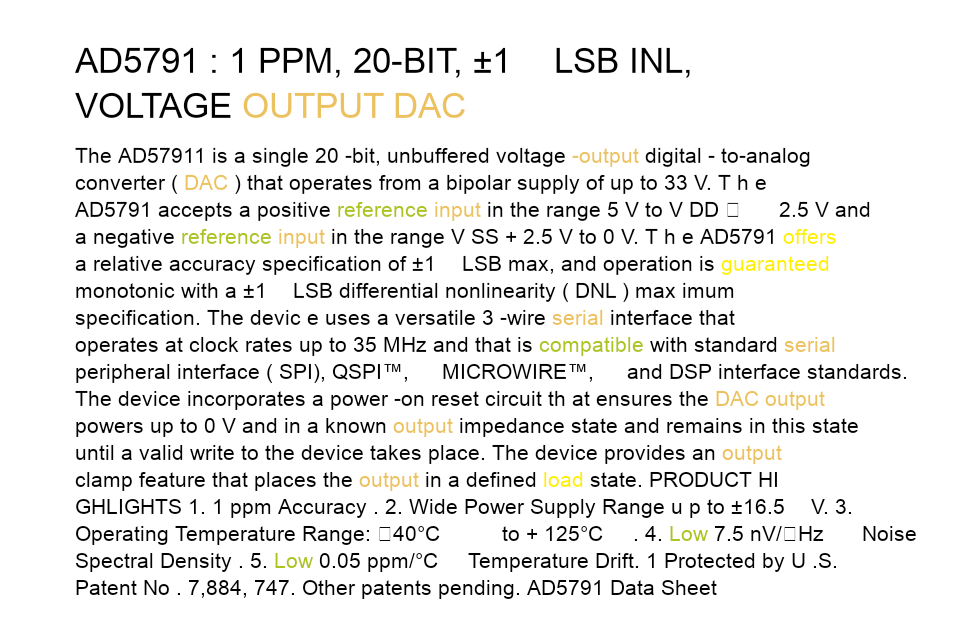 AD5791 : 1 PPM, 20-BIT, ±1 LSB INL,
VOLTAGE OUTPUT DAC
The AD57911 is a single 20 -bit, unbuffered voltage -output digital - to-analog
converter ( DAC ) that operates from a bipolar supply of up to 33 V. T h e
AD5791 accepts a positive reference input in the range 5 V to V DD □ 2.5 V and
a negative reference input in the range V SS + 2.5 V to 0 V. T h e AD5791 offers
a relative accuracy specification of ±1 LSB max, and operation is guaranteed
monotonic with a ±1 LSB differential nonlinearity ( DNL ) max imum
specification. The devic e uses a versatile 3 -wire serial interface that
operates at clock rates up to 35 MHz and that is compatible with standard serial
peripheral interface ( SPI), QSPI™, MICROWIRE™, and DSP interface standards.
The device incorporates a power -on reset circuit th at ensures the DAC output
powers up to 0 V and in a known output impedance state and remains in this state
until a valid write to the device takes place. The device provides an output
clamp feature that places the output in a defined load state. PRODUCT HI
GHLIGHTS 1. 1 ppm Accuracy . 2. Wide Power Supply Range u p to ±16.5 V. 3.
Operating Temperature Range: □40°C to + 125°C . 4. Low 7.5 nV/□Hz Noise
Spectral Density . 5. Low 0.05 ppm/°C Temperature Drift. 1 Protected by U .S.
Patent No . 7,884, 747. Other patents pending. AD5791 Data Sheet